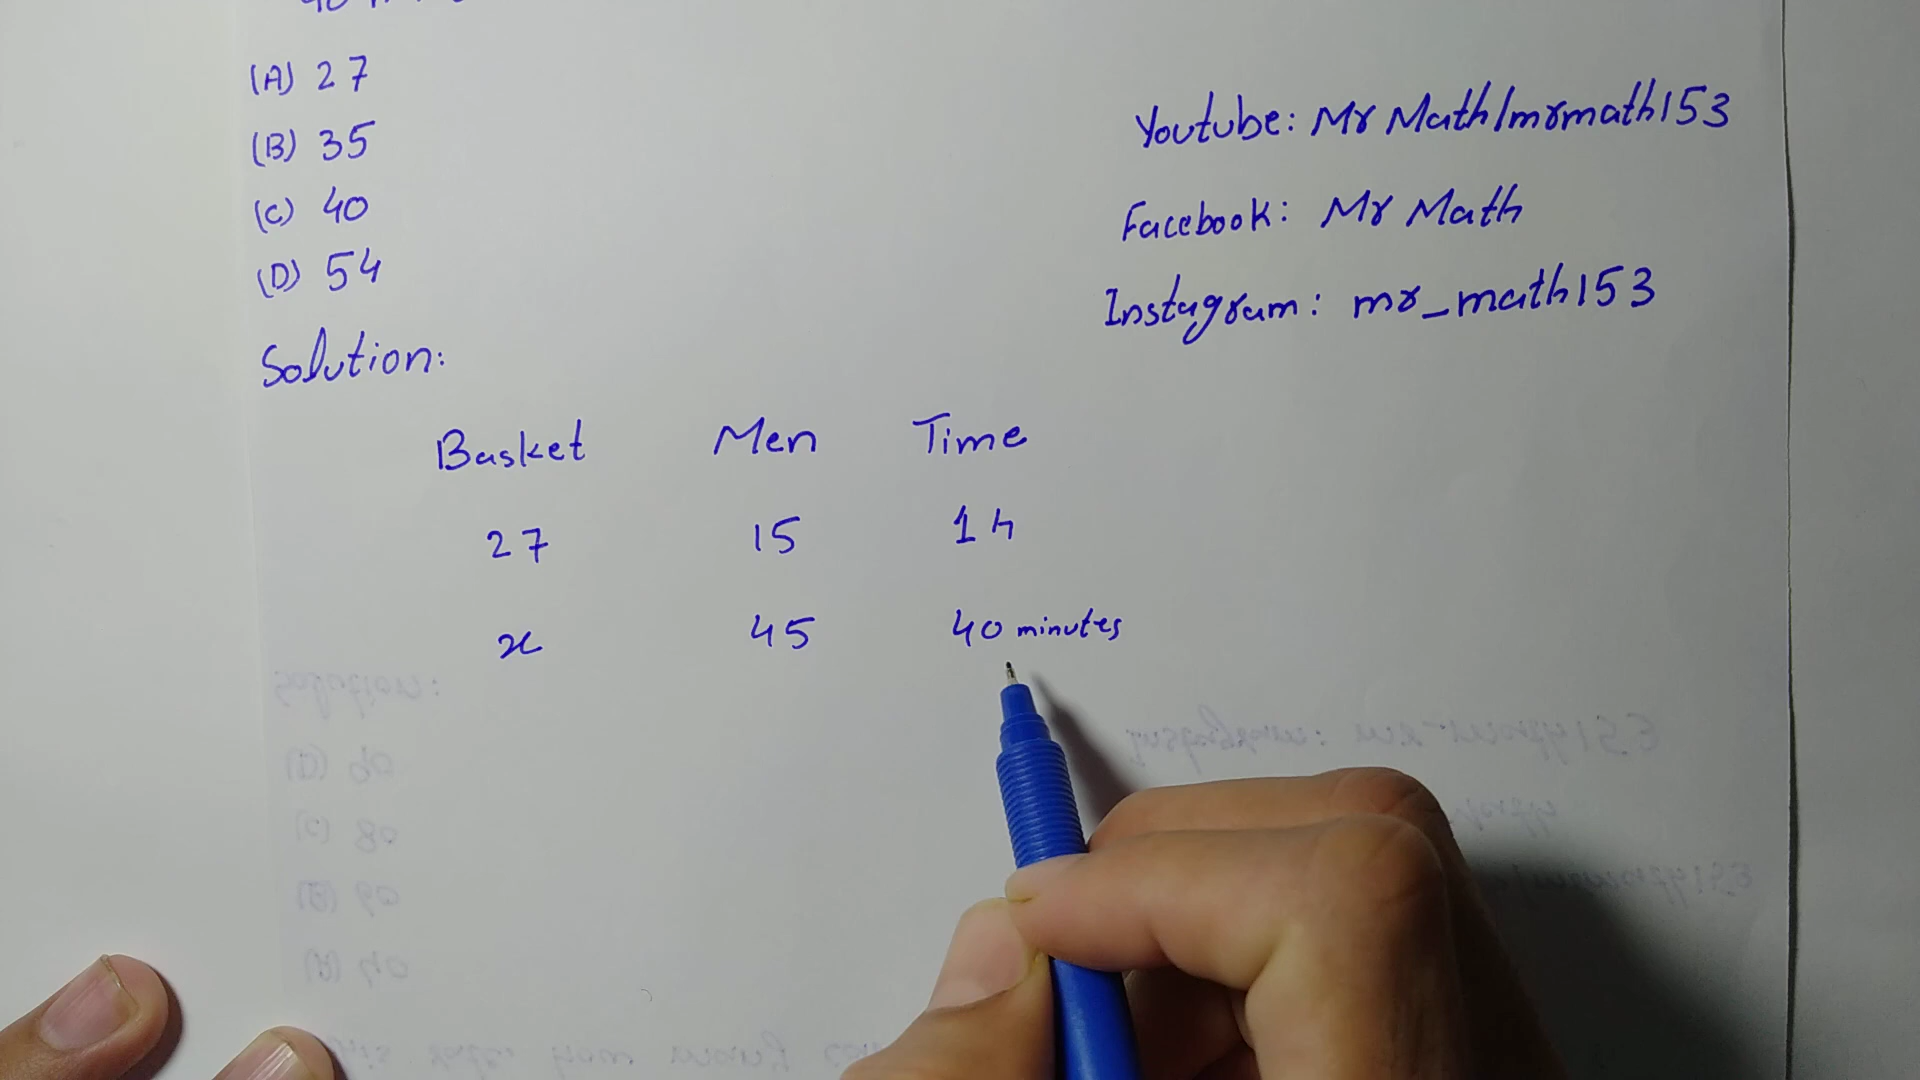 (A) 27
(B) 35
(C) 40
(D) 54
Youtube: Mr Math/mrmath153
Facebook: Mr Math
Instagram: mr_math153
Solution:
Basket Men Time
27 15 1h
x 45 40 minutes